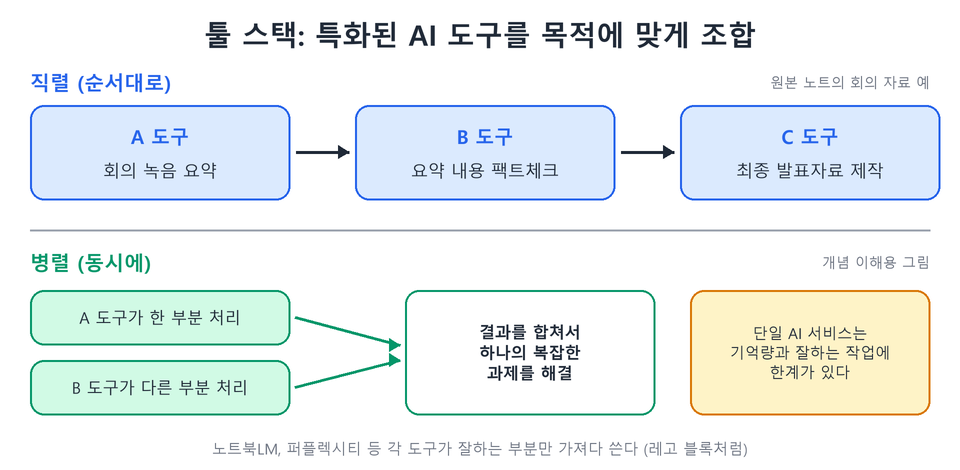 툴 스택: 특화된 AI 도구를 목적에 맞게 조합
직렬 (순서대로)
원본 노트의 회의 자료 예
A 도구
회의 녹음 요약
B 도구
요약 내용 팩트체크
C 도구
최종 발표자료 제작
병렬 (동시에)
개념 이해용 그림
A 도구가 한 부분 처리
B 도구가 다른 부분 처리
결과를 합쳐서
하나의 복잡한
과제를 해결
단일 AI 서비스는
기억량과 잘하는 작업에
한계가 있다
노트북LM, 퍼플렉시티 등 각 도구가 잘하는 부분만 가져다 쓴다 (레고 블록처럼)